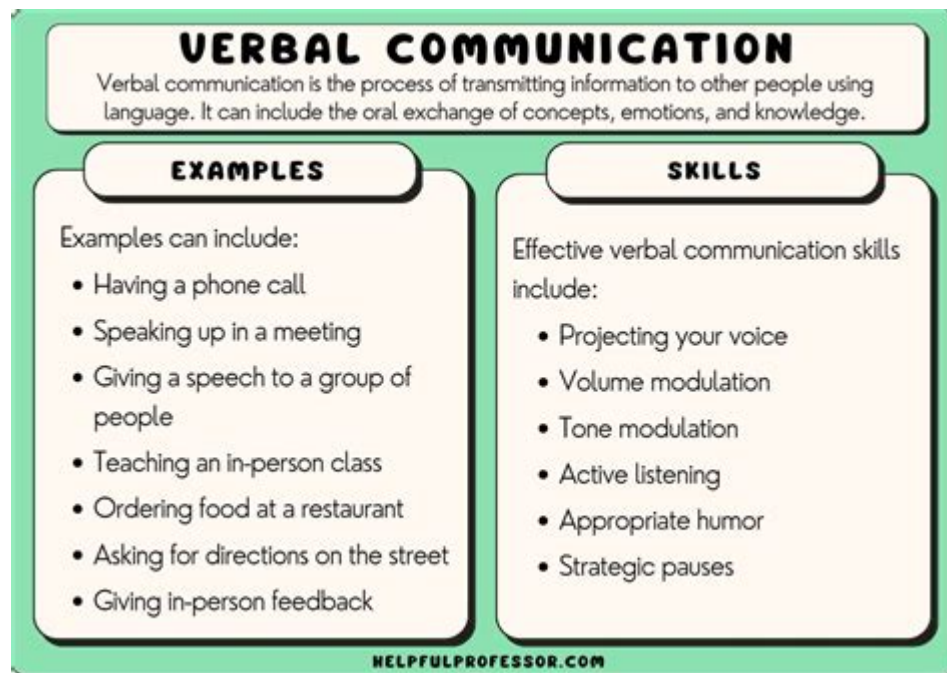 VERBAL COMMUNICATION
Verbal communication is the process of transmitting information to other people using
language. It can include the oral exchange of concepts, emotions, and knowledge.
EXAMPLES
Examples can include:
• Having a phone call
• Speaking up in a meeting
• Giving a speech to a group of
people
• Teaching an in-person class
• Ordering food at a restaurant
• Asking for directions on the street
• Giving in-person feedback
SKILLS
Effective verbal communication skills
include:
• Projecting your voice
• Volume modulation
• Tone modulation
• Active listening
• Appropriate humor
• Strategic pauses
HELPFULPROFESSOR.COM